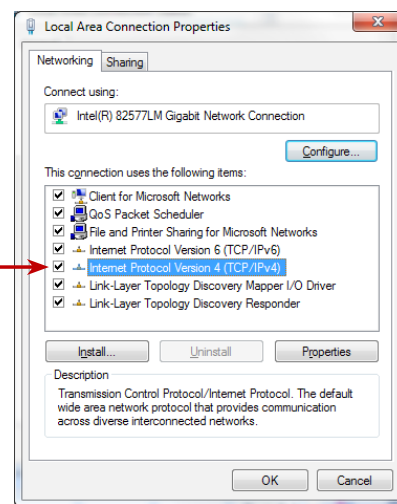 Local Area Connection Properties
Networking
Sharing
Connect using:
Intel(R) 82577LM Gigabit Network Connection
Configure...
This connection uses the following items:
Client for Microsoft Networks
QoS Packet Scheduler
File and Printer Sharing for Microsoft Networks
Internet Protocol Version 6 (TCP/IPv6)
Internet Protocol Version 4 (TCP/IPv4)
Link-Layer Topology Discovery Mapper I/O Driver
Link-Layer Topology Discovery Responder
Install...
Uninstall
Properties
Description
Transmission Control Protocol/Internet Protocol. The default
wide area network protocol that provides communication
across diverse interconnected networks.
OK
Cancel